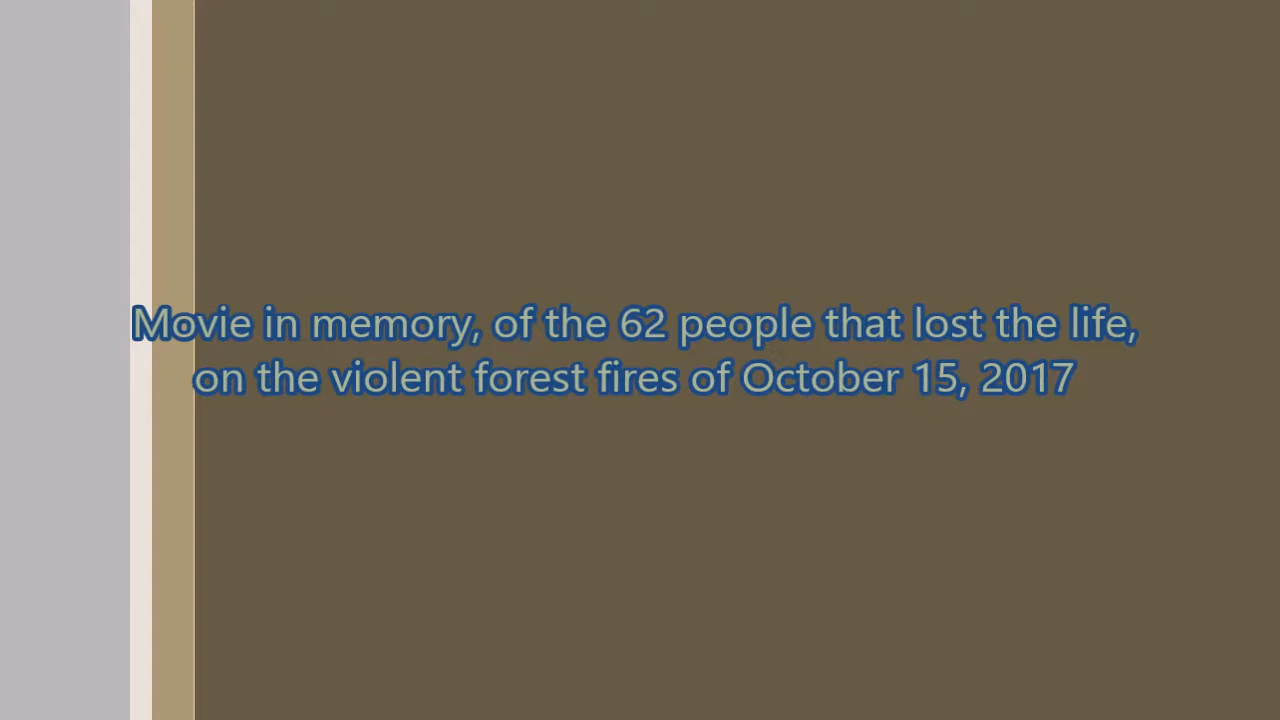 Movie in memory, of the 62 people that lost the life,
on the violent forest fires of October 15, 2017